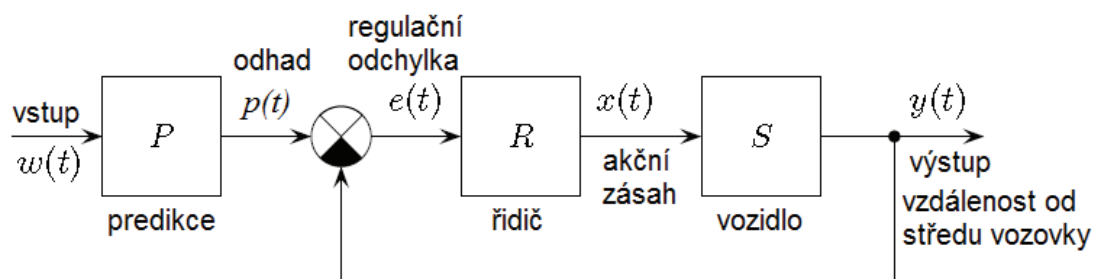 vstup
w(t)
P
predikce
odhad
p(t)
regulační
odchylka
e(t)
R
řidič
x(t)
akční
zásah
S
vozidlo
y(t)
výstup
vzdálenost od
středu vozovky